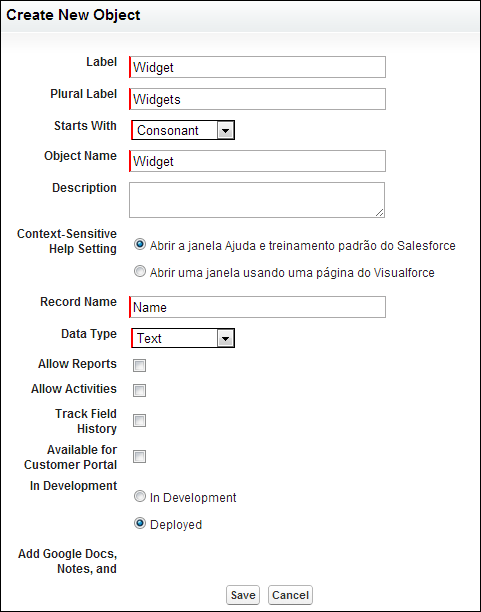 Create New Object
Label Widget
Plural Label Widgets
Starts With Consonant
Object Name Widget
Description
Context-Sensitive
Help Setting
Abrir a janela Ajuda e treinamento padrão do Salesforce
Abrir uma janela usando uma página do Visualforce
Record Name Name
Data Type Text
Allow Reports
Allow Activities
Track Field
History
Available for
Customer Portal
In Development
In Development
Deployed
Add Google Docs,
Notes, and
Save Cancel